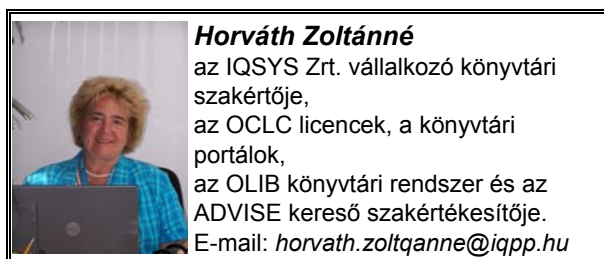 Horváth Zoltánné
az IQSYS Zrt. vállalkozó könyvtári
szakértője,
az OCLC licencek, a könyvtári
portálok,
az OLIB könyvtári rendszer és az
ADVISE kereső szakértékesítője.
E-mail: horvath.zoltqanne@iqpp.hu